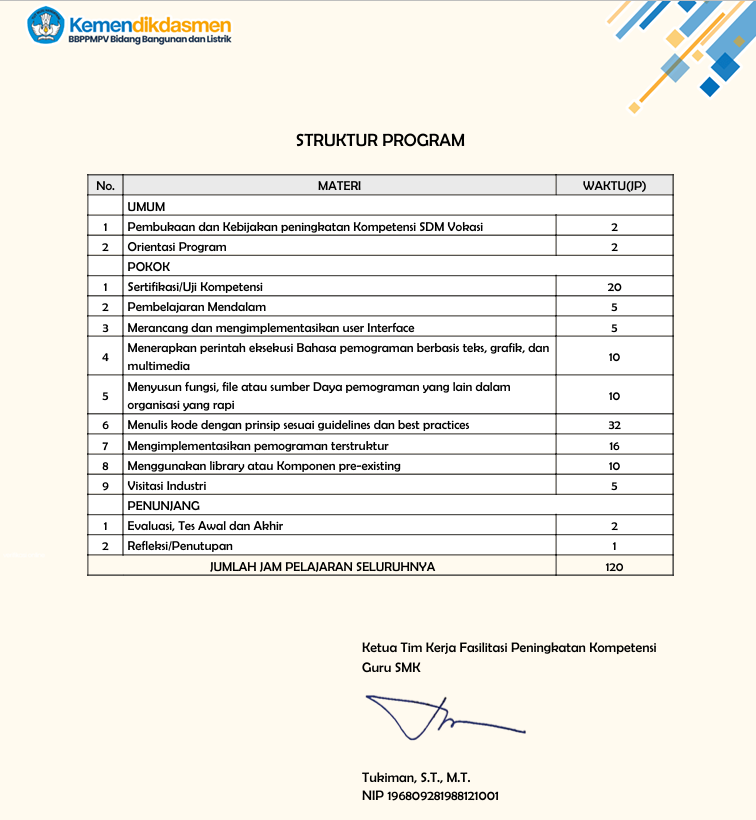 Kemendikdasmen
BBPPMPV Bidang Bangunan dan Listrik
STRUKTUR PROGRAM
No. MATERI WAKTU(JP)
UMUM
1 Pembukaan dan Kebijakan peningkatan Kompetensi SDM Vokasi 2
2 Orientasi Program 2
POKOK
1 Sertifikasi/Uji Kompetensi 20
2 Pembelajaran Mendalam 5
3 Merancang dan mengimplementasikan user Interface 5
4 Menerapkan perintah eksekusi Bahasa pemograman berbasis teks, grafik, dan
multimedia 10
5 Menyusun fungsi, file atau sumber Daya pemograman yang lain dalam
organisasi yang rapi 10
6 Menulis kode dengan prinsip sesuai guidelines dan best practices 32
7 Mengimplementasikan pemograman terstruktur 16
8 Menggunakan library atau Komponen pre-existing 10
9 Visitasi Industri 5
PENUNJANG
1 Evaluasi, Tes Awal dan Akhir 2
2 Refleksi/Penutupan 1
JUMLAH JAM PELAJARAN SELURUHNYA 120
Ketua Tim Kerja Fasilitasi Peningkatan Kompetensi
Guru SMK
Tukiman, S.T., M.T.
NIP 196809281988121001